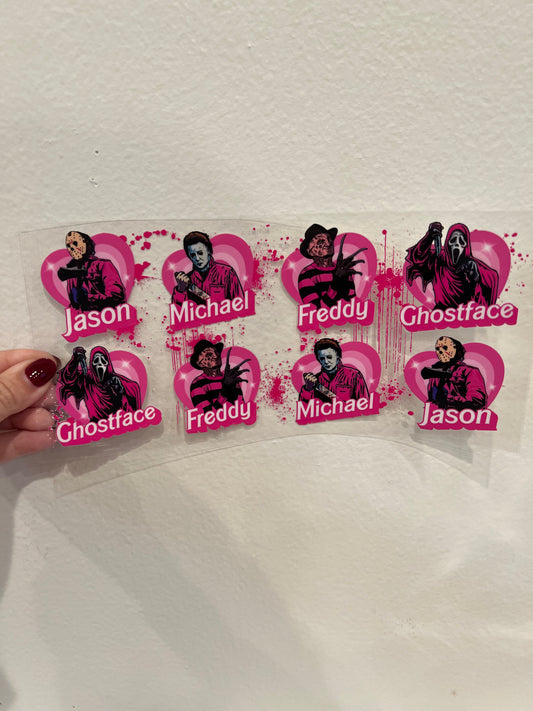 Jason
Michael
Freddy
Ghostface
Ghostface
Freddy
Michael
Jason